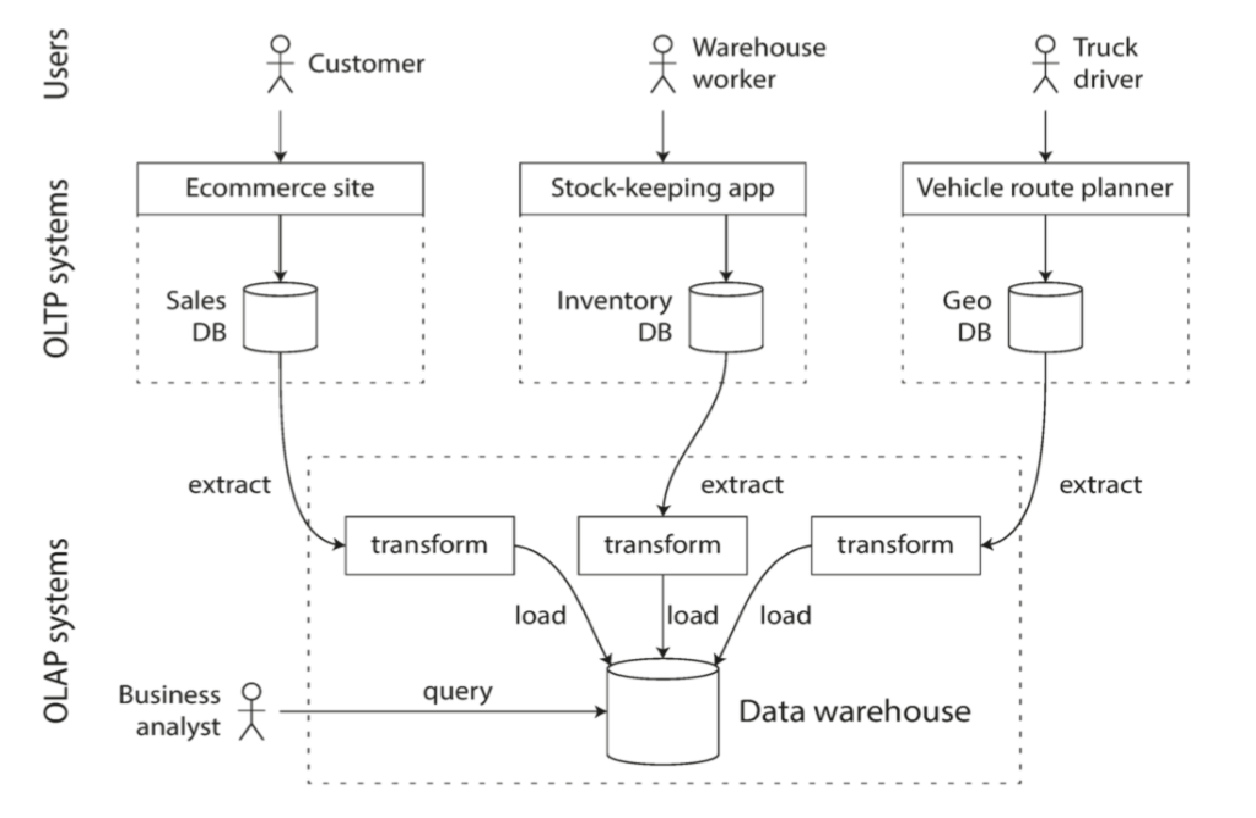 Users
Customer
Warehouse
worker
Truck
driver
OLTP systems
Ecommerce site
Stock-keeping app
Vehicle route planner
Sales
DB
Inventory
DB
Geo
DB
extract
extract
extract
OLAP systems
transform
transform
transform
load
load
load
Business
analyst
query
Data warehouse